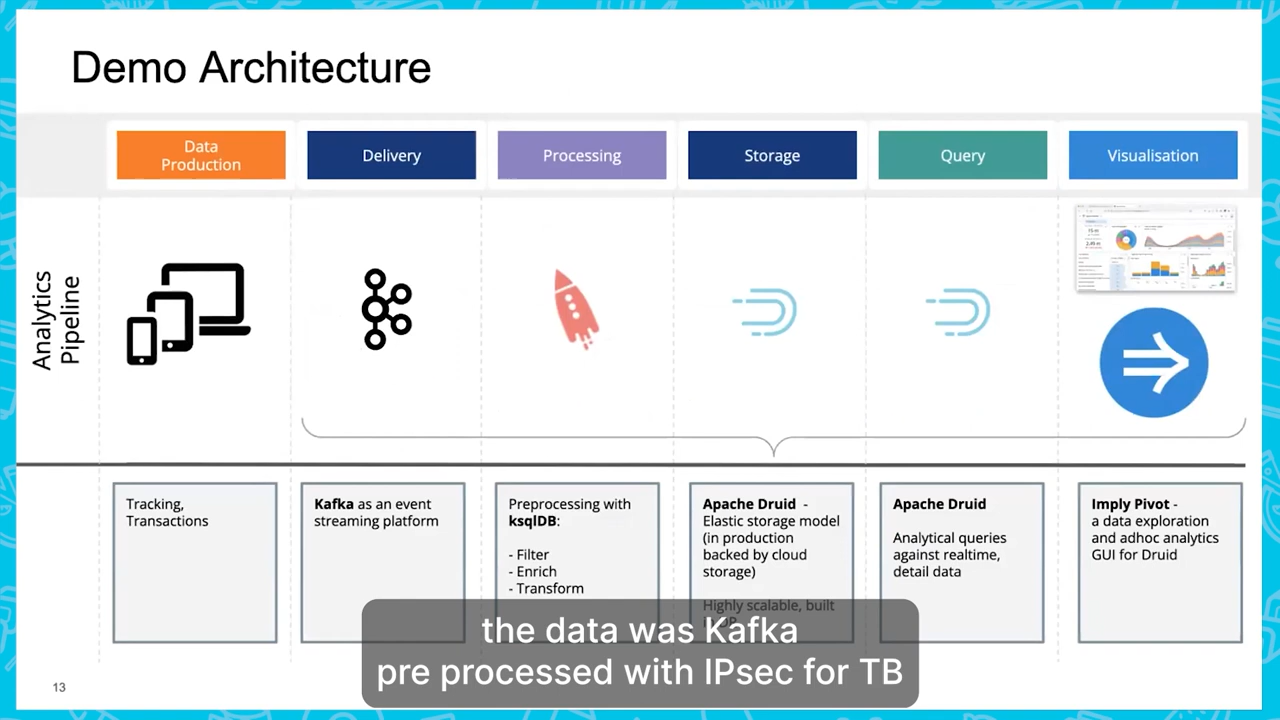 Demo Architecture
Data
Production
Delivery
Processing
Storage
Query
Visualisation
Analytics
Pipeline
Tracking,
Transactions
Kafka as an event
streaming platform
Preprocessing with
ksqlDB:
- Filter
- Enrich
- Transform
Apache Druid -
Elastic storage model
(in production
backed by cloud
storage)
Highly scalable, built
Apache Druid
Analytical queries
against realtime,
detail data
Imply Pivot -
a data exploration
and adhoc analytics
GUI for Druid
the data was Kafka
pre processed with IPsec for TB
13